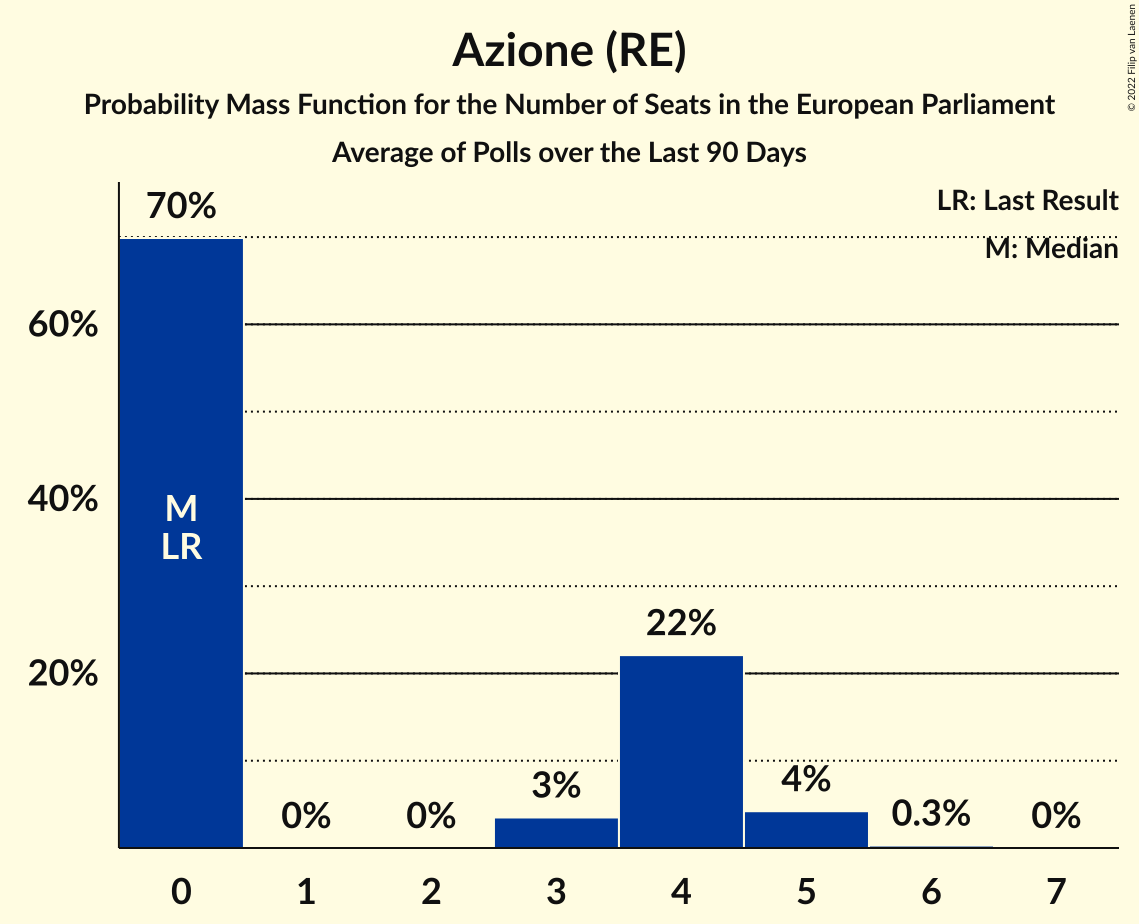 Azione (RE)
Probability Mass Function for the Number of Seats in the European Parliament
Average of Polls over the Last 90 Days
© 2022 Filip van Laenen
LR: Last Result
M: Median
70%
60%
40%
20%
M
LR
0%
0%
3%
22%
4%
0.3%
0%
0 1 2 3 4 5 6 7